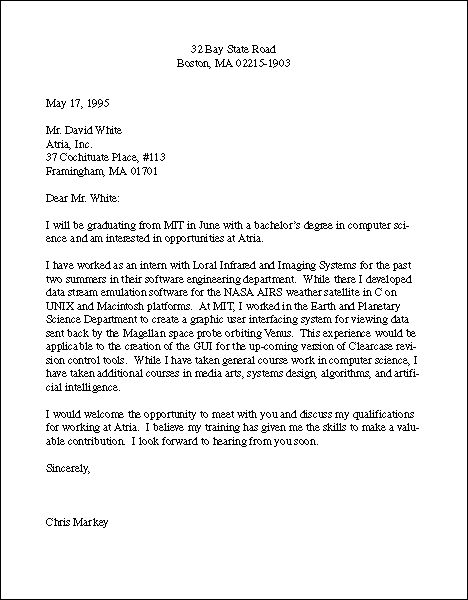 32 Bay State Road
Boston, MA 02215-1903
May 17, 1995
Mr. David White
Atria, Inc.
37 Cochituate Place, #113
Framingham, MA 01701
Dear Mr. White:
I will be graduating from MIT in June with a bachelor's degree in computer sci-
ence and am interested in opportunities at Atria.
I have worked as an intern with Loral Infrared and Imaging Systems for the past
two summers in their software engineering department. While there I developed
data stream emulation software for the NASA AIRS weather satellite in C on
UNIX and Macintosh platforms. At MIT, I worked in the Earth and Planetary
Science Department to create a graphic user interfacing system for viewing data
sent back by the Magellan space probe orbiting Venus. This experience would be
applicable to the creation of the GUI for the up-coming version of Clearcase revi-
sion control tools. While I have taken general course work in computer science, I
have taken additional courses in media arts, systems design, algorithms, and artifi-
cial intelligence.
I would welcome the opportunity to meet with you and discuss my qualifications
for working at Atria. I believe my training has given me the skills to make a valu-
able contribution. I look forward to hearing from you soon.
Sincerely,
Chris Markey